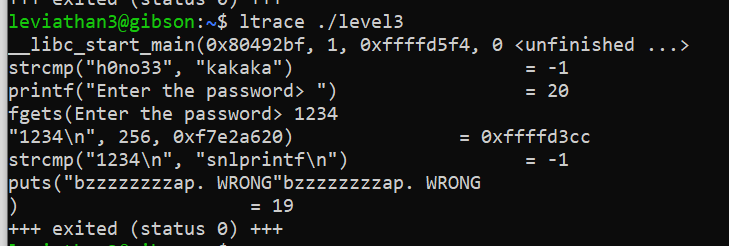 +++ exited (status 0) +++
leviathan3@gibson:~$ ltrace ./level3
__libc_start_main(0x80492bf, 1, 0xffffd5f4, 0 <unfinished ...>
strcmp("h0no33", "kakaka") = -1
printf("Enter the password> ") = 20
fgets(Enter the password> 1234
"1234\n", 256, 0xf7e2a620) = 0xffffd3cc
strcmp("1234\n", "snlprintf\n") = -1
puts("bzzzzzzzzap. WRONG"bzzzzzzzzap. WRONG
) = 19
+++ exited (status 0) +++